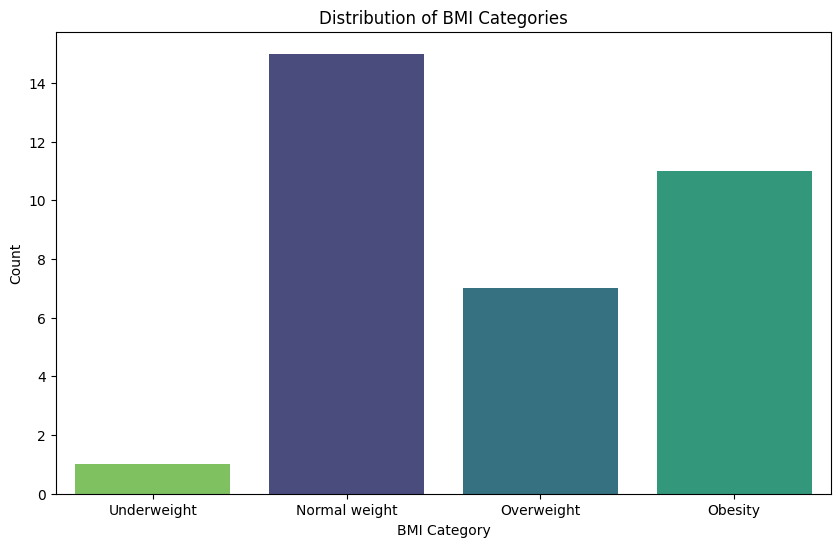 Distribution of BMI Categories
14
12
10
8
6
4
2
0
Count
Underweight
Normal weight
Overweight
Obesity
BMI Category